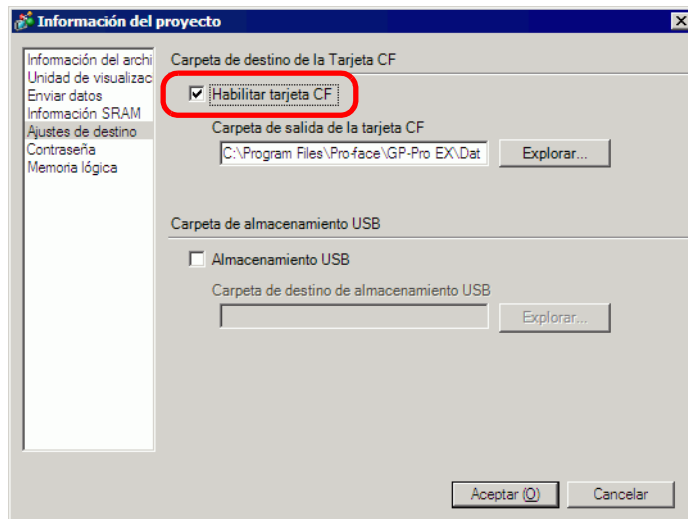 Información del proyecto
Información del archi
Unidad de visualizac
Enviar datos
Información SRAM
Ajustes de destino
Contraseña
Memoria lógica
Carpeta de destino de la Tarjeta CF
Habilitar tarjeta CF
Carpeta de salida de la tarjeta CF
C:\Program Files\Pro-face\GP-Pro EX\Dat
Explorar...
Carpeta de almacenamiento USB
Almacenamiento USB
Carpeta de destino de almacenamiento USB
Explorar...
Aceptar (O)
Cancelar